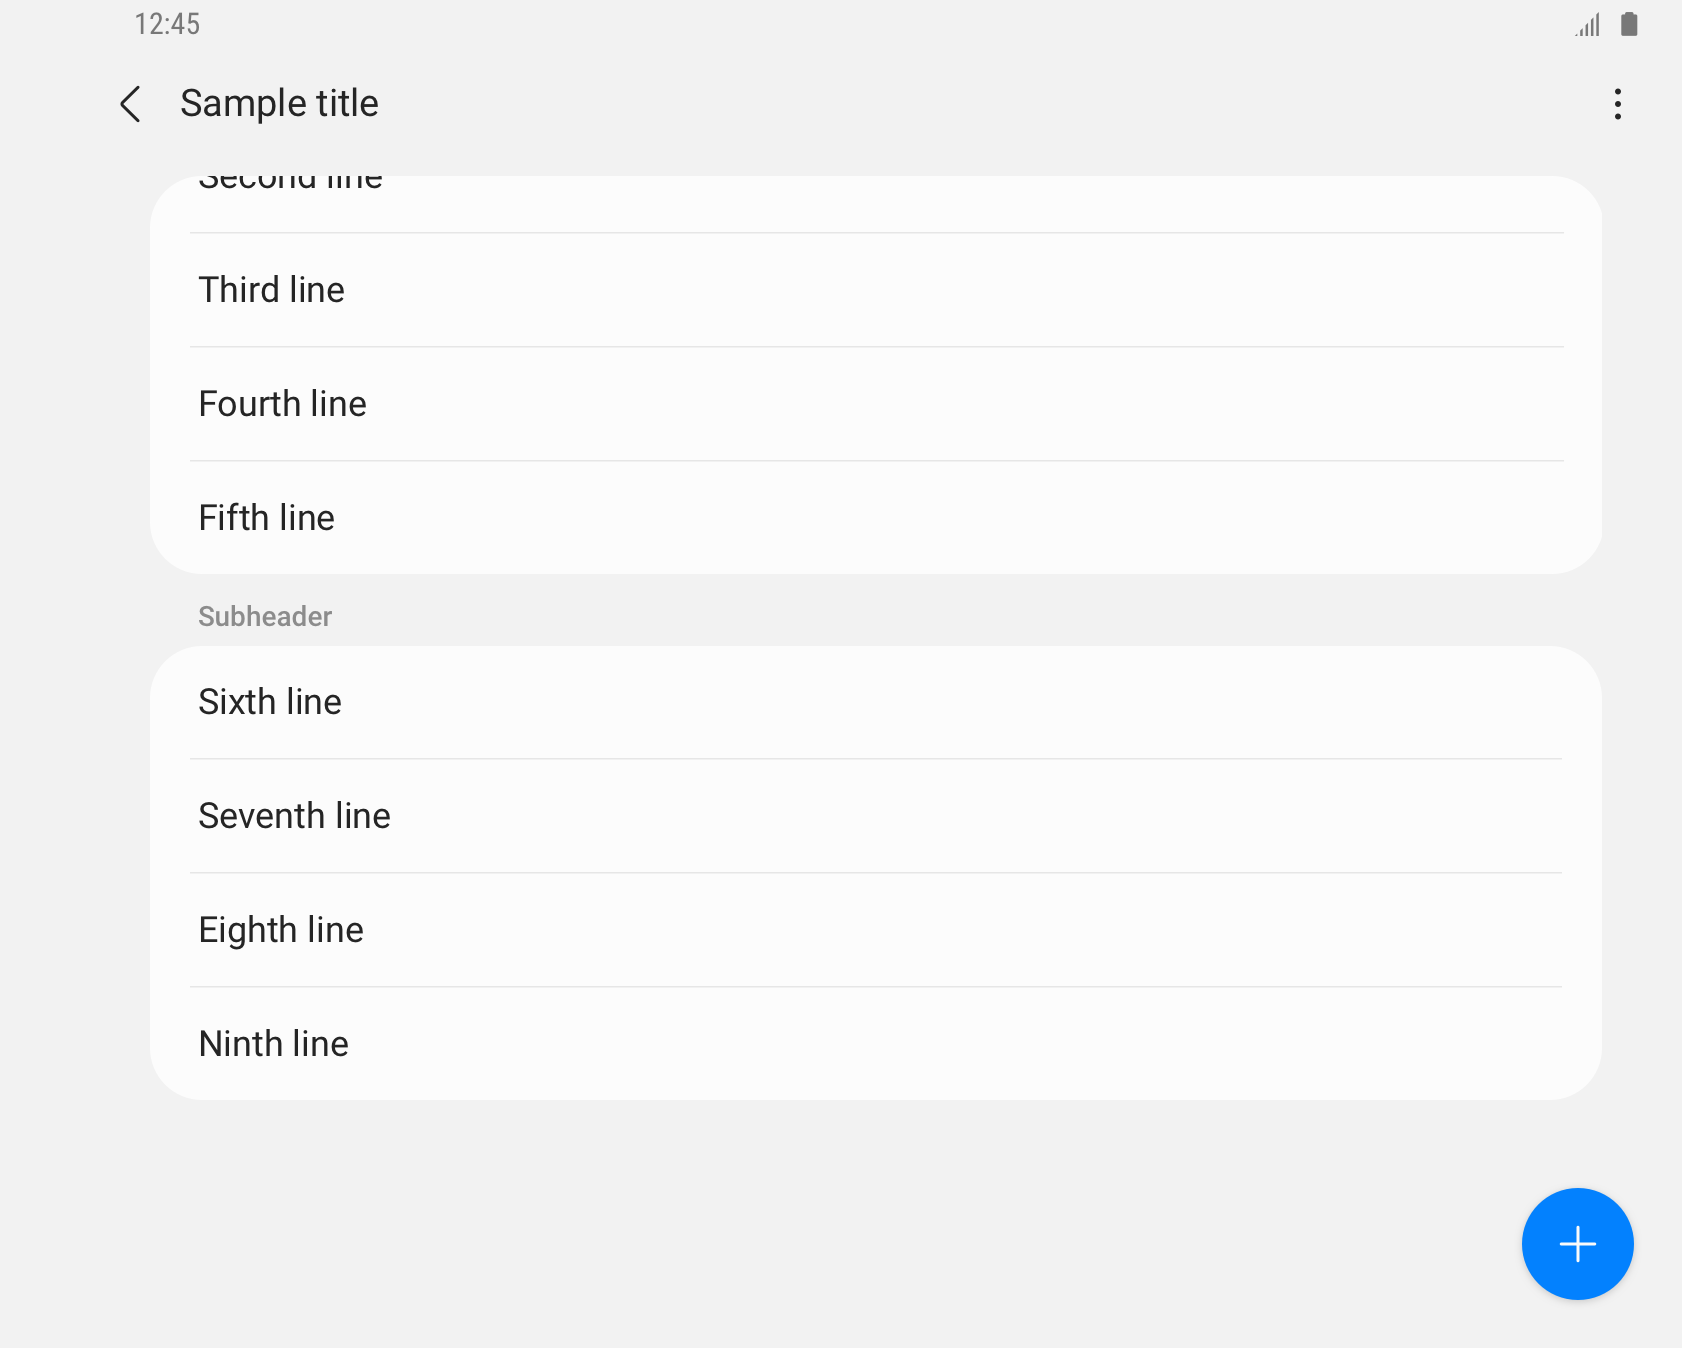 12:45
Sample title
Second line
Third line
Fourth line
Fifth line
Subheader
Sixth line
Seventh line
Eighth line
Ninth line